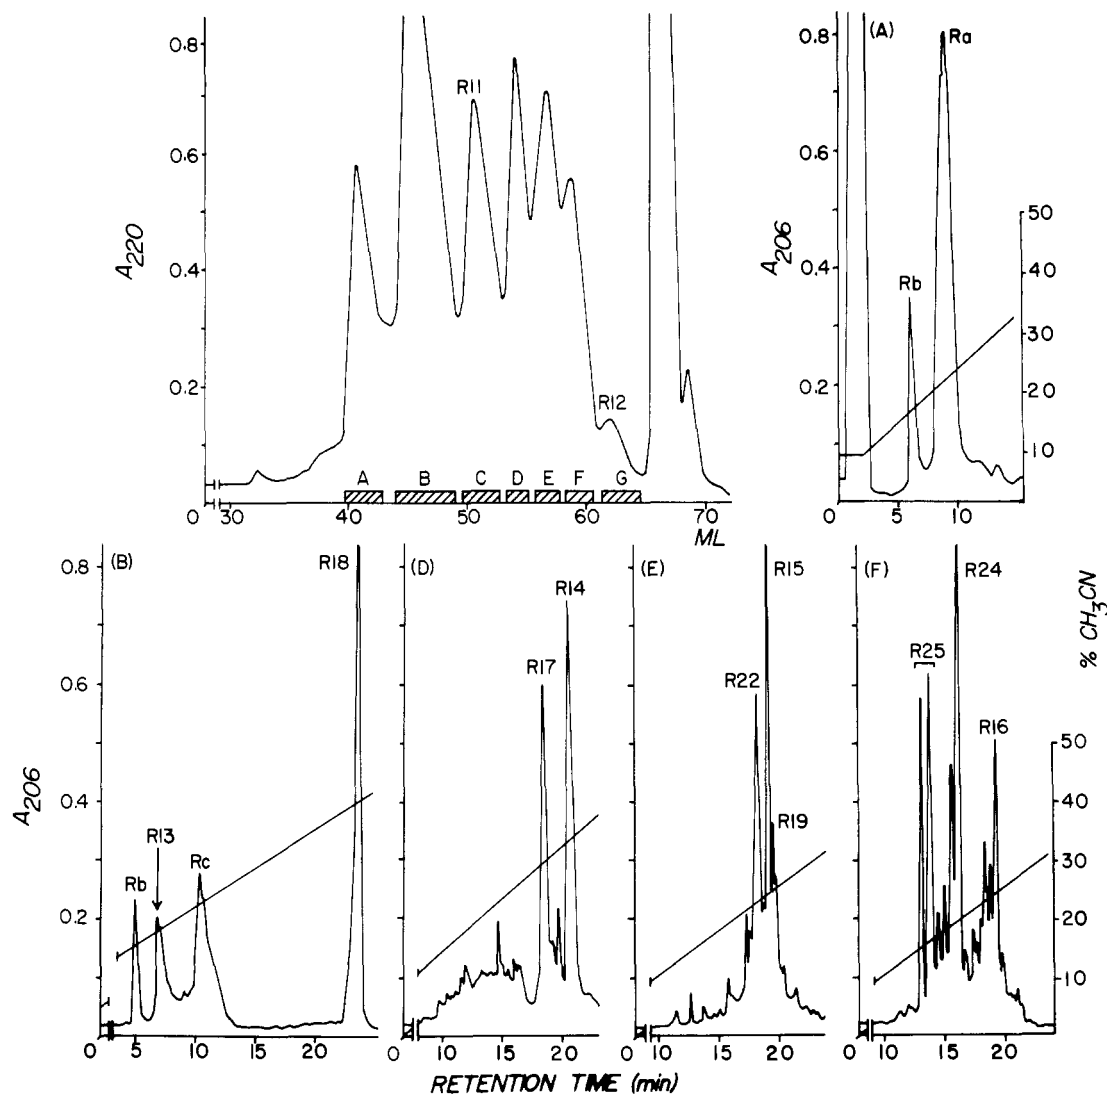 0.8
0.6
0.4
0.2
0
A220
R11
R12
A B C D E F G
30 40 50 60 70
ML
(A)
Ra
Rb
0.8
0.6
0.4
0.2
0
A206
50
40
30
20
10
0 5 10
(B)
R18
R13
Rb
Rc
0.8
0.6
0.4
0.2
0
A206
5 10 15 20
(D)
R14
R17
0 10 15 20
(E)
R15
R22
R19
0 10 15 20
(F)
R24
R25
R16
0 10 15 20
50
40
30
20
10
% CH3CN
RETENTION TIME (min)